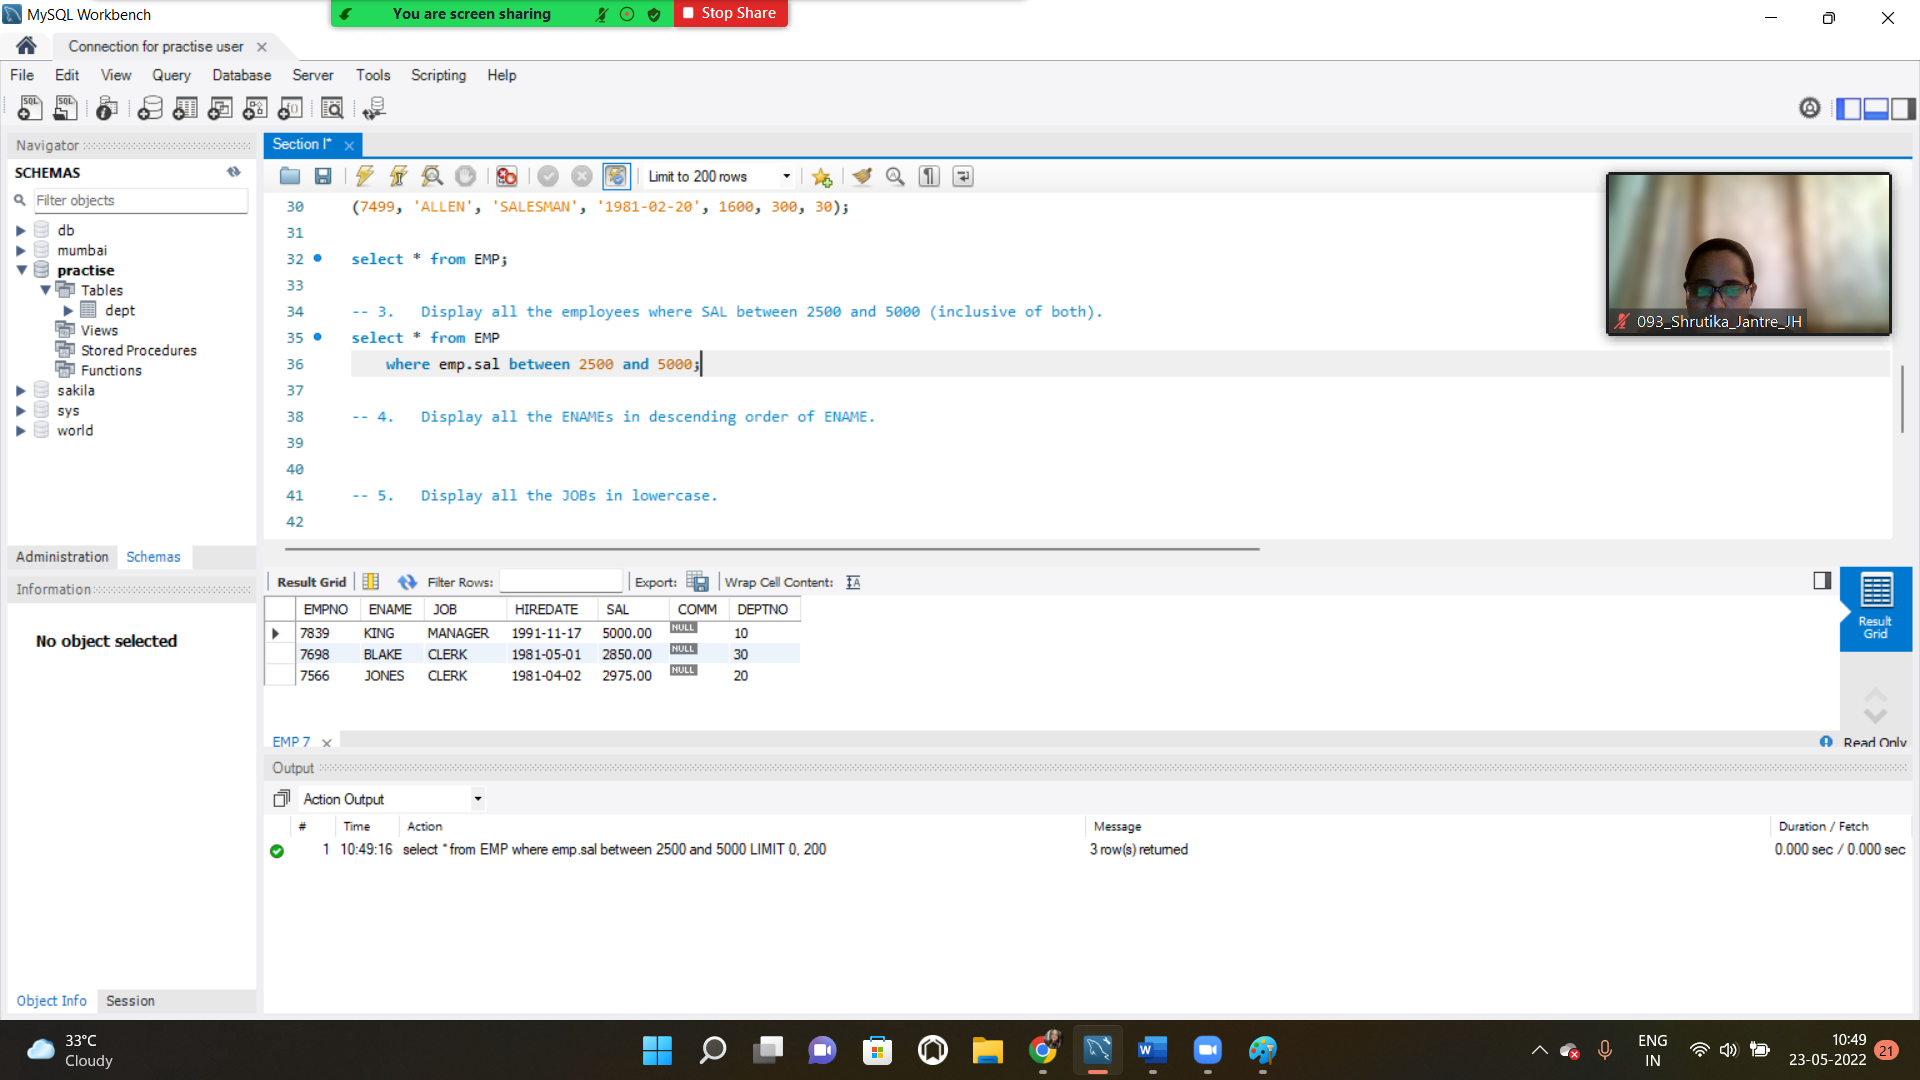 MySQL Workbench
You are screen sharing
Stop Share
Connection for practise user
File Edit View Query Database Server Tools Scripting Help
Navigator
SCHEMAS
Filter objects
db
mumbai
practise
Tables
dept
Views
Stored Procedures
Functions
sakila
sys
world
Administration Schemas
Information
No object selected
Object Info Session
Section I*
Limit to 200 rows
30 (7499, 'ALLEN', 'SALESMAN', '1981-02-20', 1600, 300, 30);
31
32 select * from EMP;
33
34 -- 3. Display all the employees where SAL between 2500 and 5000 (inclusive of both).
35 select * from EMP
36 where emp.sal between 2500 and 5000;
37
38 -- 4. Display all the ENAMEs in descending order of ENAME.
39
40
41 -- 5. Display all the JOBs in lowercase.
42
093_Shrutika_Jantre_JH
Result Grid Filter Rows: Export: Wrap Cell Content:
EMPNO ENAME JOB HIREDATE SAL COMM DEPTNO
7839 KING MANAGER 1991-11-17 5000.00 NULL 10
7698 BLAKE CLERK 1981-05-01 2850.00 NULL 30
7566 JONES CLERK 1981-04-02 2975.00 NULL 20
Result
Grid
EMP 7
Read Only
Output
Action Output
# Time Action Message Duration / Fetch
1 10:49:16 select * from EMP where emp.sal between 2500 and 5000 LIMIT 0, 200 3 row(s) returned 0.000 sec / 0.000 sec
33°C
Cloudy
ENG
IN
10:49
23-05-2022
21